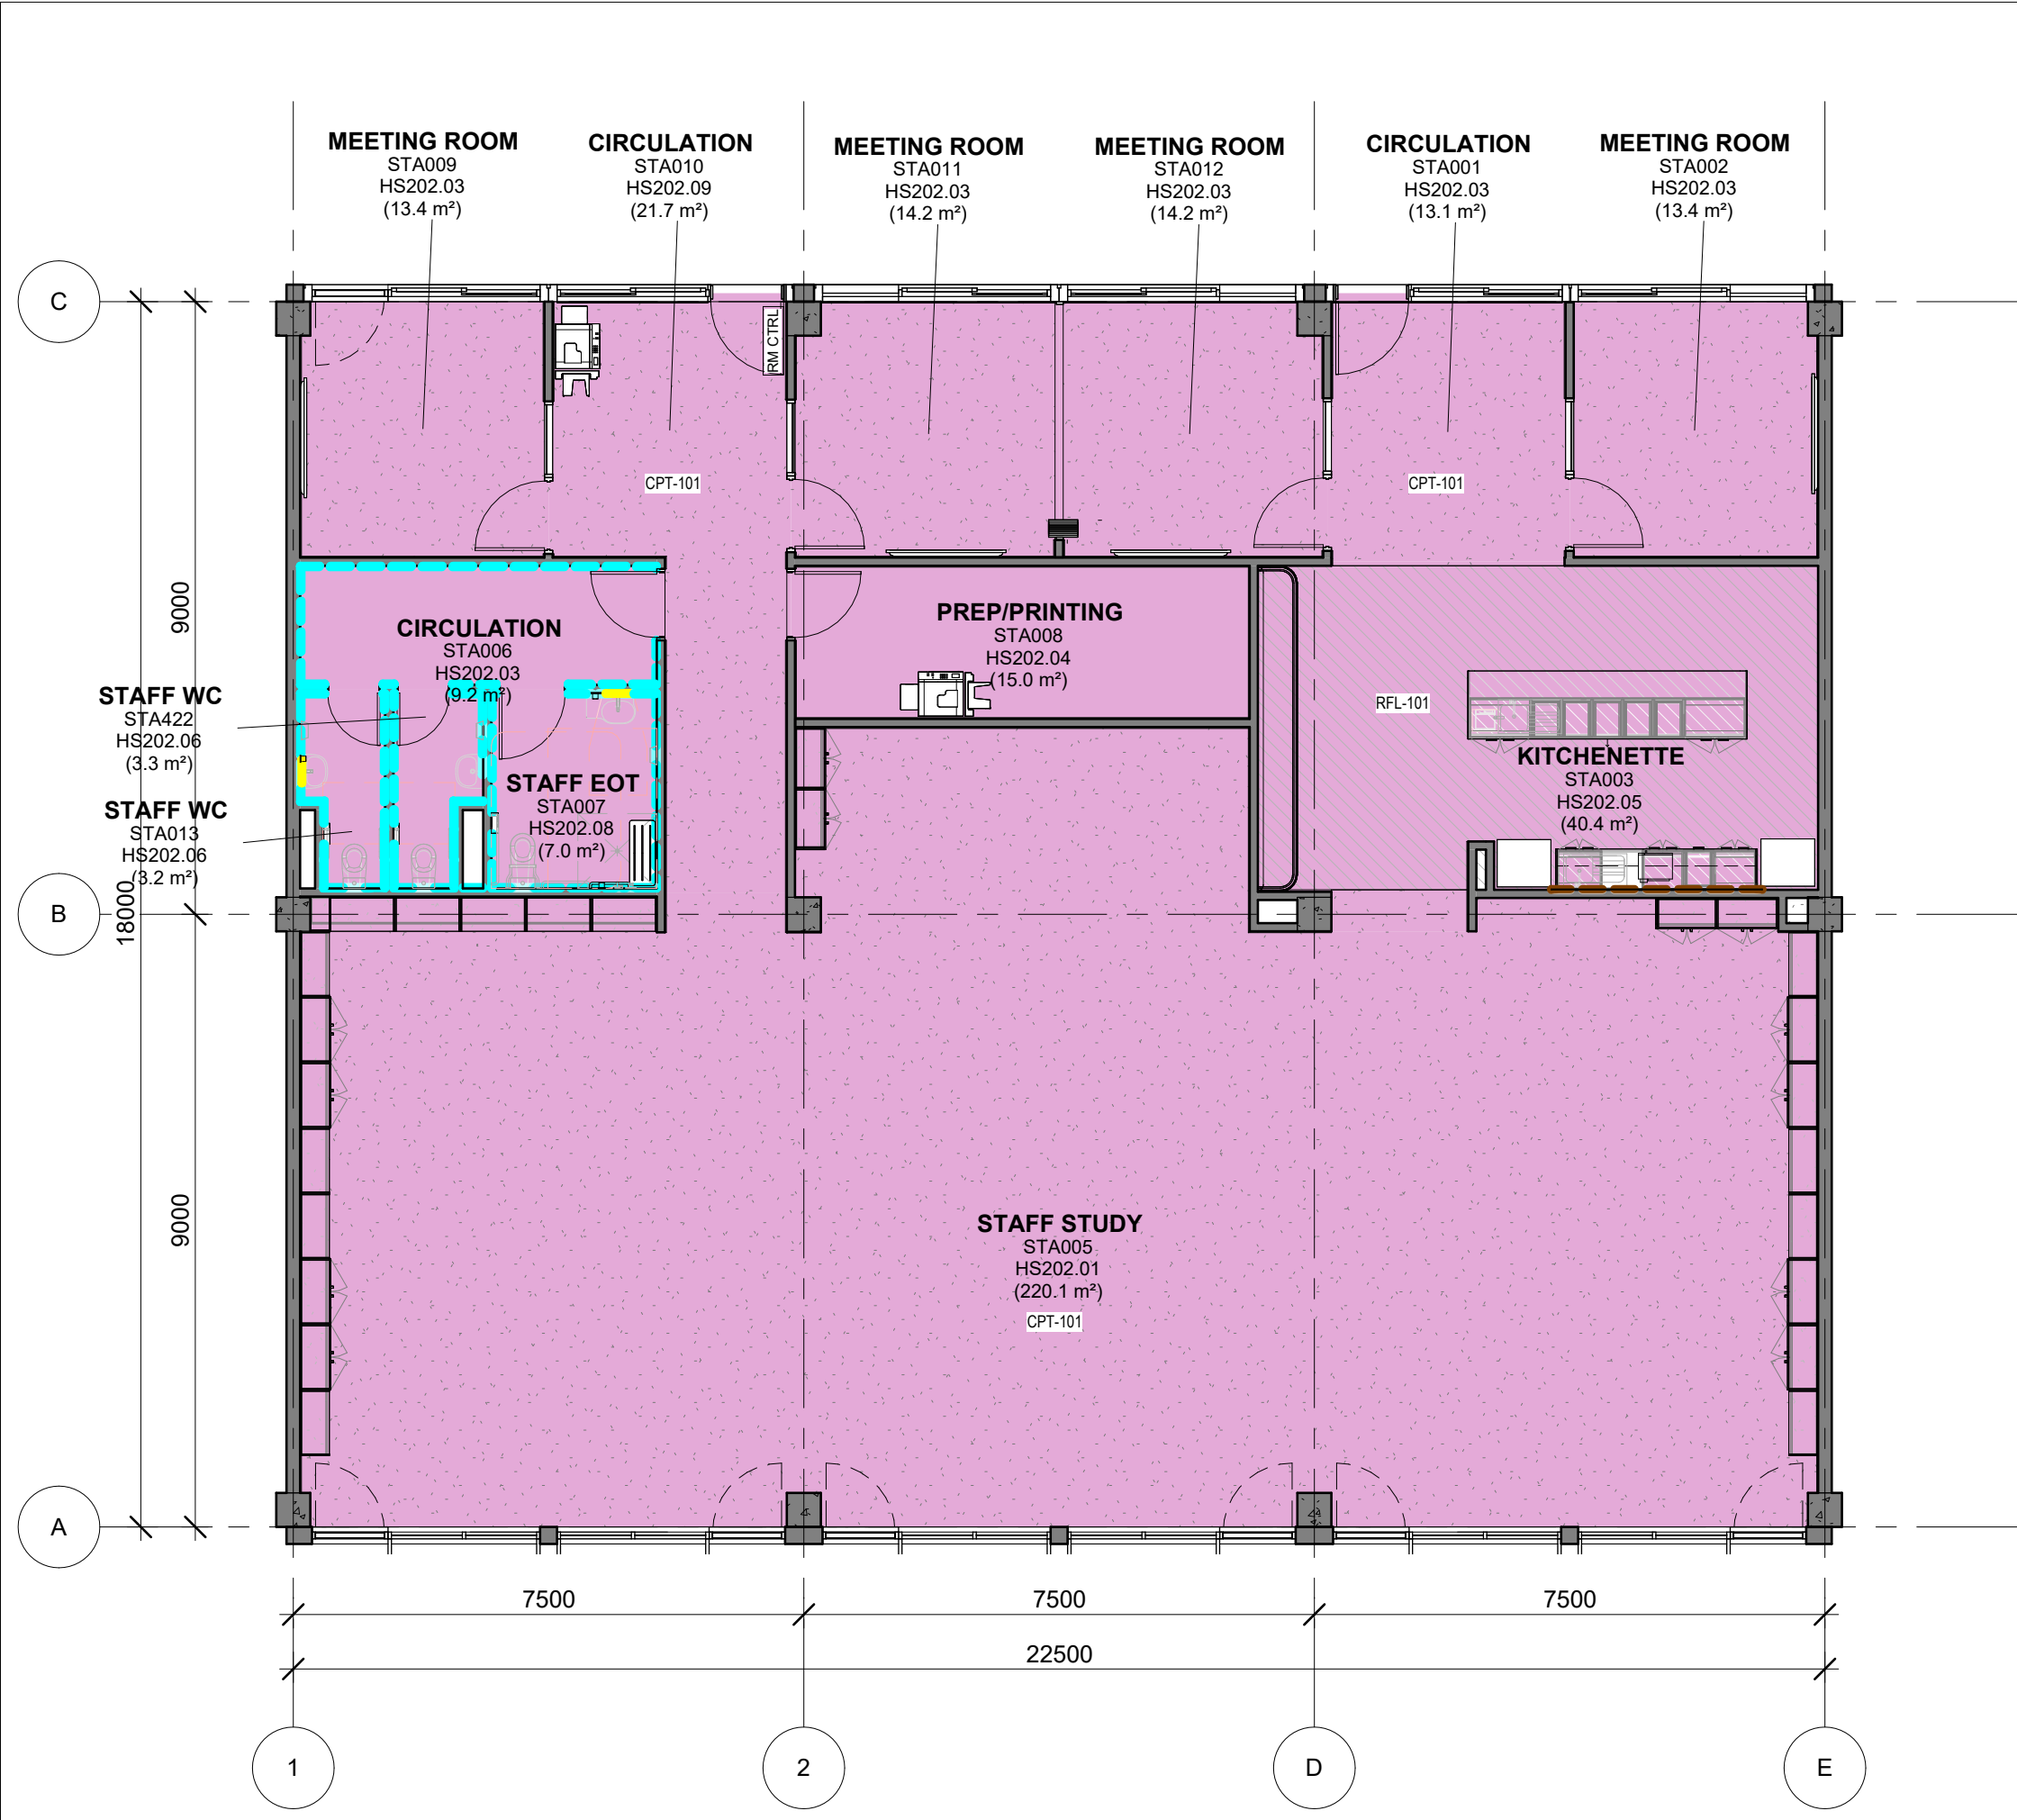 MEETING ROOM
STA009
HS202.03
(13.4 m²)
CIRCULATION
STA010
HS202.09
(21.7 m²)
MEETING ROOM
STA011
HS202.03
(14.2 m²)
MEETING ROOM
STA012
HS202.03
(14.2 m²)
CIRCULATION
STA001
HS202.03
(13.1 m²)
MEETING ROOM
STA002
HS202.03
(13.4 m²)
C
RM CTRL
CPT-101
CPT-101
9000
CIRCULATION
STA006
HS202.03
(9.2 m²)
PREP/PRINTING
STA008
HS202.04
(15.0 m²)
STAFF WC
STA422
HS202.06
(3.3 m²)
RFL-101
KITCHENETTE
STA003
HS202.05
(40.4 m²)
STAFF EOT
STA007
HS202.08
(7.0 m²)
STAFF WC
STA013
HS202.06
(3.2 m²)
B
18000
9000
STAFF STUDY
STA005
HS202.01
(220.1 m²)
CPT-101
A
7500
7500
7500
22500
1
2
D
E